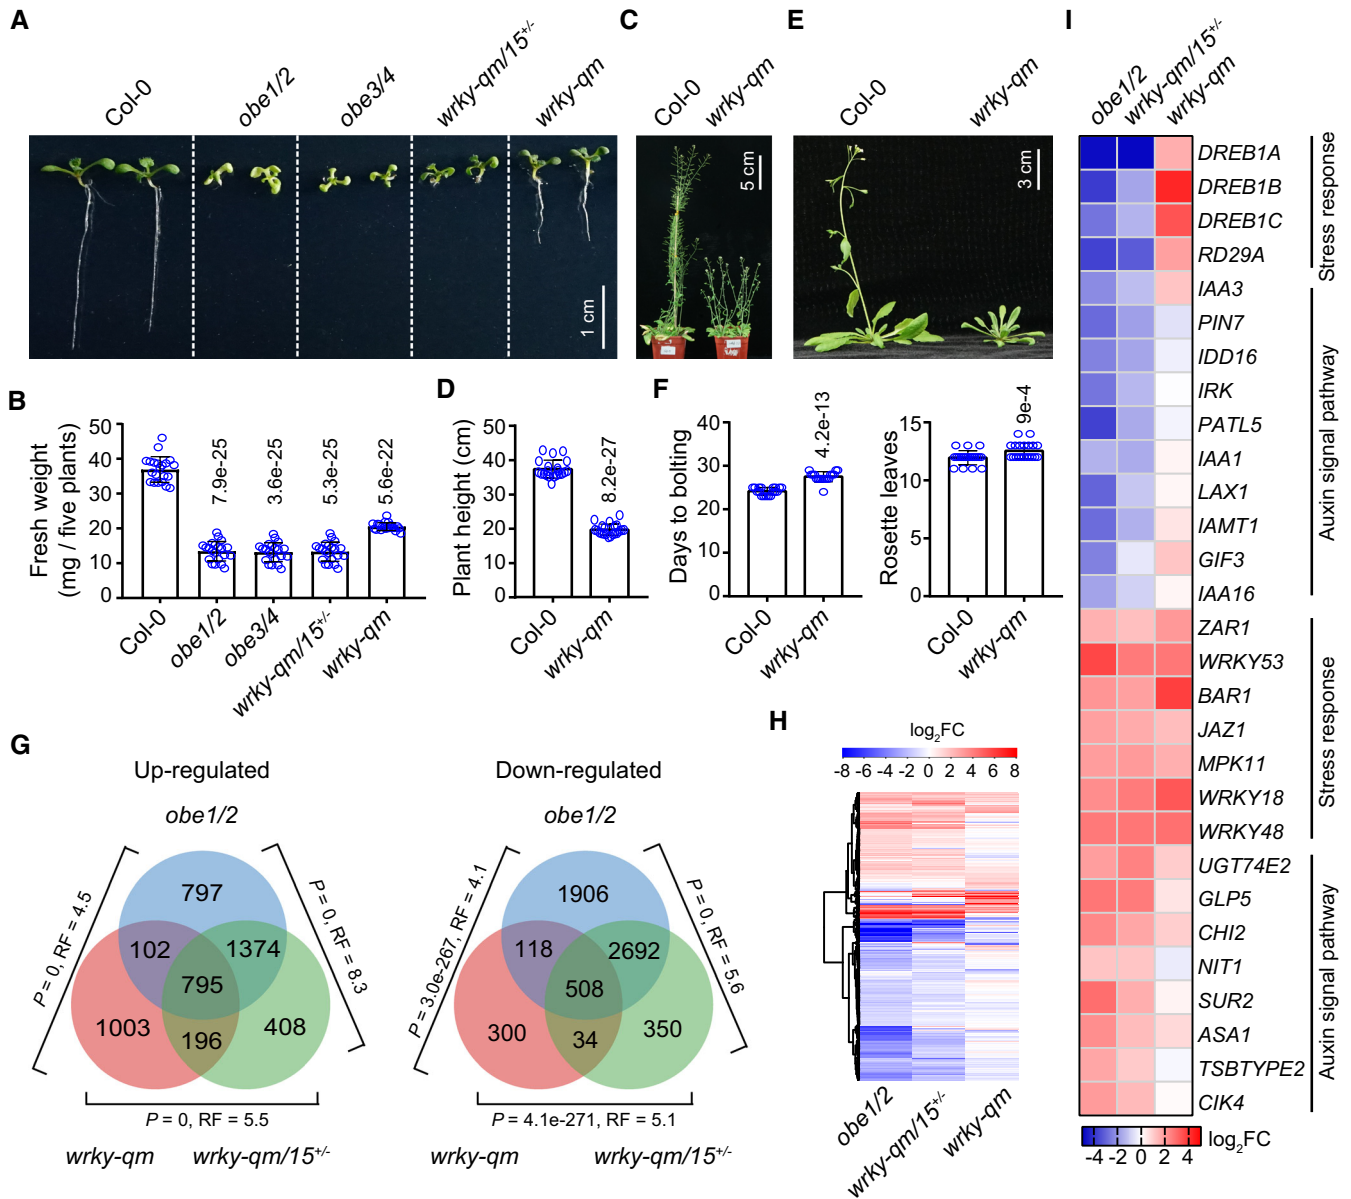 A
Col-0
obe1/2
obe3/4
wrky-qm/15+/-
wrky-qm
1 cm
C
Col-0
wrky-qm
5 cm
E
Col-0
wrky-qm
3 cm
B
Fresh weight
(mg / five plants)
50
40
30
20
10
0
7.9e-25
3.6e-25
5.3e-25
5.6e-22
Col-0
obe1/2
obe3/4
wrky-qm/15+/-
wrky-qm
D
Plant height (cm)
50
40
30
20
10
0
8.2e-27
Col-0
wrky-qm
F
Days to bolting
40
30
20
10
0
4.2e-13
Col-0
wrky-qm
Rosette leaves
15
10
5
0
9e-4
Col-0
wrky-qm
G
Up-regulated
obe1/2
797
102
1374
795
1003
196
408
P = 0, RF = 4.5
P = 0, RF = 8.3
P = 0, RF = 5.5
wrky-qm
wrky-qm/15+/-
Down-regulated
obe1/2
1906
118
2692
508
300
34
350
P = 3.0e-267, RF = 4.1
P = 0, RF = 5.6
P = 4.1e-271, RF = 5.1
wrky-qm
wrky-qm/15+/-
H
log2FC
-8 -6 -4 -2 0 2 4 6 8
obe1/2
wrky-qm/15+/-
wrky-qm
I
obe1/2
wrky-qm/15+/-
wrky-qm
DREB1A
DREB1B
DREB1C
RD29A
IAA3
PIN7
IDD16
IRK
PATL5
IAA1
LAX1
IAMT1
GIF3
IAA16
ZAR1
WRKY53
BAR1
JAZ1
MPK11
WRKY18
WRKY48
UGT74E2
GLP5
CHI2
NIT1
SUR2
ASA1
TSBTYPE2
CIK4
Stress response
Auxin signal pathway
Stress response
Auxin signal pathway
-4 -2 0 2 4
log2FC